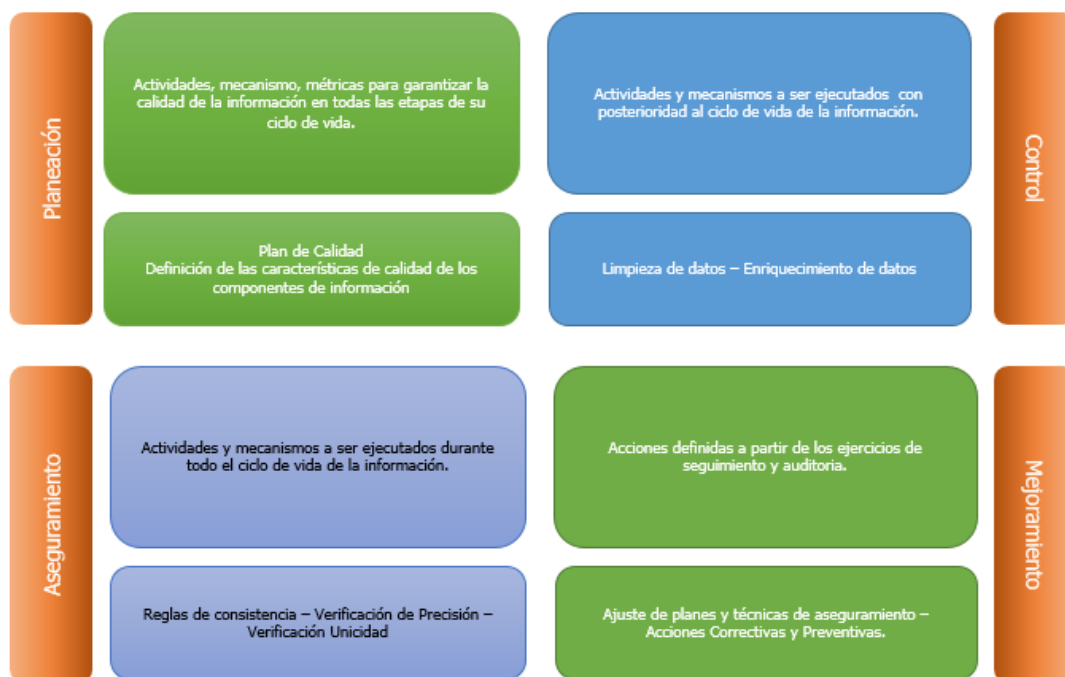 Planeación
Actividades, mecanismo, métricas para garantizar la
calidad de la información en todas las etapas de su
ciclo de vida.
Plan de Calidad
Definición de las características de calidad de los
componentes de información
Actividades y mecanismos a ser ejecutados con
posterioridad al ciclo de vida de la información.
Limpieza de datos – Enriquecimiento de datos
Control
Aseguramiento
Actividades y mecanismos a ser ejecutados durante
todo el ciclo de vida de la información.
Reglas de consistencia – Verificación de Precisión –
Verificación Unicidad
Acciones definidas a partir de los ejercicios de
seguimiento y auditoria.
Ajuste de planes y técnicas de aseguramiento –
Acciones Correctivas y Preventivas.
Mejoramiento